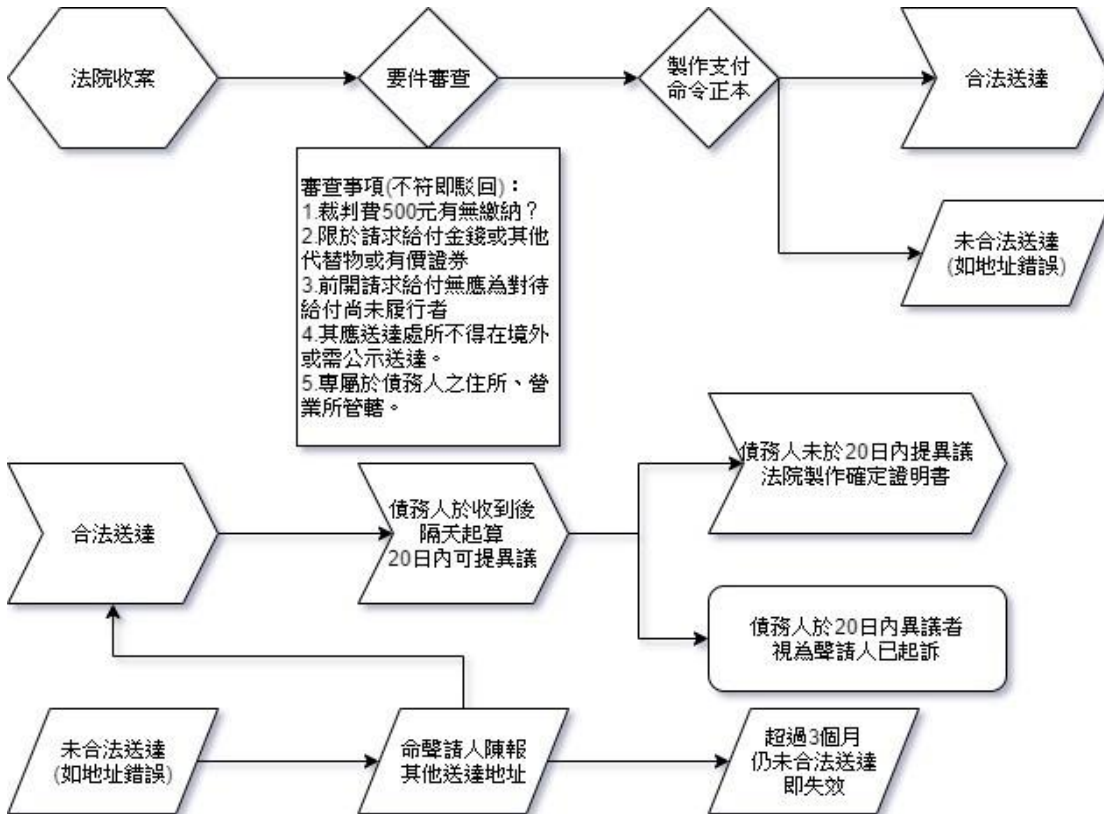 法院收案
要件審查
製作支付
命令正本
合法送達
審查事項(不符即駁回)：
1.裁判費500元有無繳納？
2.限於請求給付金錢或其他
代替物或有價證券
3.前開請求給付無應為對待
給付尚未履行者
4.其應送達處所不得在境外
或需公示送達。
5.專屬於債務人之住所、營
業所管轄。
未合法送達
(如地址錯誤)
合法送達
債務人於收到後
隔天起算
20日內可提異議
債務人未於20日內提異議
法院製作確定證明書
債務人於20日內異議者
視為聲請人已起訴
未合法送達
(如地址錯誤)
命聲請人陳報
其他送達地址
超過3個月
仍未合法送達
即失效